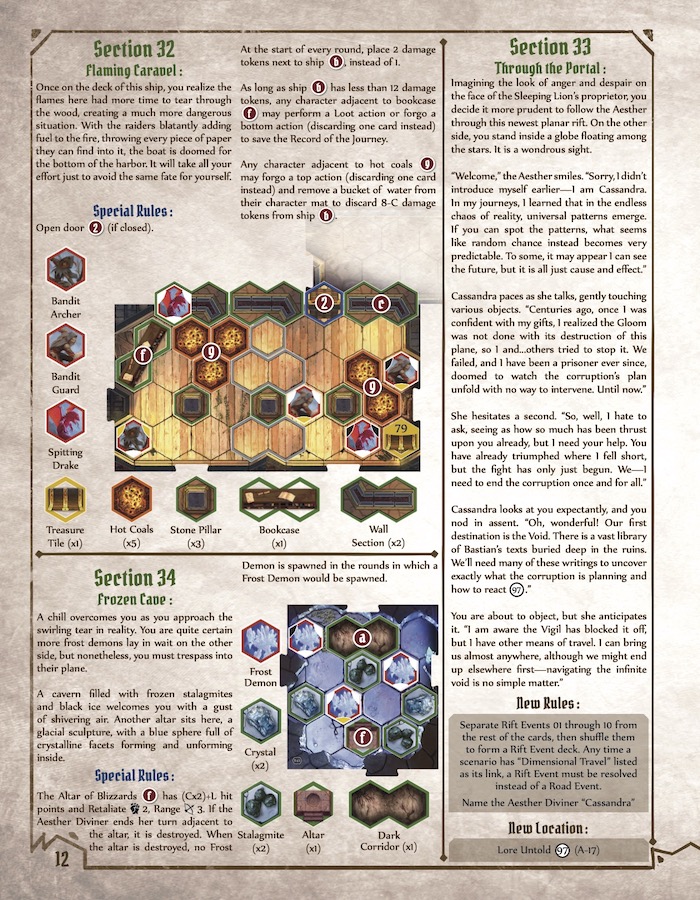 Section 32
Flaming Caravel:
Once on the deck of this ship, you realize the
flames here had more time to tear through
the wood, creating a much more dangerous
situation. With the raiders blatantly adding
fuel to the fire, throwing every piece of paper
they can find into it, the boat is doomed for
the bottom of the harbor. It will take all your
effort just to avoid the same fate for yourself.
Special Rules:
Open door 2 (if closed).
At the start of every round, place 2 damage
tokens next to ship b, instead of 1.
As long as ship b has less than 12 damage
tokens, any character adjacent to bookcase
f may perform a Loot action or forgo a
bottom action (discarding one card instead)
to save the Record of the Journey.
Any character adjacent to hot coals g
may forgo a top action (discarding one card
instead) and remove a bucket of water from
their character mat to discard 8-C damage
tokens from ship b.
Bandit
Archer
Bandit
Guard
Spitting
Drake
2
e
f
g
g
79
Treasure
Tile (x1)
Hot Coals
(x5)
Stone Pillar
(x3)
Bookcase
(x1)
Wall
Section (x2)
Section 34
Frozen Cave:
A chill overcomes you as you approach the
swirling tear in reality. You are quite certain
more frost demons lay in wait on the other
side, but nonetheless, you must trespass into
their plane.
A cavern filled with frozen stalagmites
and black ice welcomes you with a gust
of shivering air. Another altar sits here, a
glacial sculpture, with a blue sphere full of
crystalline facets forming and unforming
inside.
Special Rules:
The Altar of Blizzards f has (Cx2)+L hit
points and Retaliate 2, Range 3. If the
Aesther Diviner ends her turn adjacent to
the altar, it is destroyed. When
the altar is destroyed, no Frost
Demon is spawned in the rounds in which a
Frost Demon would be spawned.
Frost
Demon
Crystal
(x2)
a
f
Stalagmite
(x2)
Altar
(x1)
Dark
Corridor (x1)
12
Section 33
Through the Portal:
Imagining the look of anger and despair on
the face of the Sleeping Lion's proprietor, you
decide it more prudent to follow the Aesther
through this newest planar rift. On the other
side, you stand inside a globe floating among
the stars. It is a wondrous sight.
"Welcome," the Aether smiles. "Sorry, I didn't
introduce myself earlier—I am Cassandra.
In my journeys, I learned that in the endless
chaos of reality, universal patterns emerge.
If you can spot the patterns, what seems
like random chance instead becomes very
predictable. To some, it may appear I can see
the future, but it is all just cause and effect."
Cassandra paces as she talks, gently touching
various objects. "Centuries ago, once I was
confident with my gifts, I realized the Gloom
was not done with its destruction of this
plane, so I and...others tried to stop it. We
failed, and I have been a prisoner ever since,
doomed to watch the corruption's plan
unfold with no way to intervene. Until now."
She hesitates a second. "So, well, I hate to
ask, seeing as how so much has been thrust
upon you already, but I need your help. You
have already triumphed where I fell short,
but the fight has only just begun. We—I
need to end the corruption once and for all."
Cassandra looks at you expectantly, and you
nod in assent. "Oh, wonderful! Our first
destination is the Void. There is a vast library
of Bastian's texts buried deep in the ruins.
We'll need many of these writings to uncover
exactly what the corruption is planning and
how to react 97."
You are about to object, but she anticipates
it. "I am aware the Vigil has blocked it off,
but I have other means of travel. I can bring
us almost anywhere, although we might end
up elsewhere first—navigating the infinite
void is no simple matter."
New Rules:
Separate Rift Events 01 through 10 from
the rest of the cards, then shuffle them
to form a Rift Event deck. Any time a
scenario has "Dimensional Travel" listed
as its link, a Rift Event must be resolved
instead of a Road Event.
Name the Aesther Diviner "Cassandra"
New Location:
Lore Untold 97 (A-17)